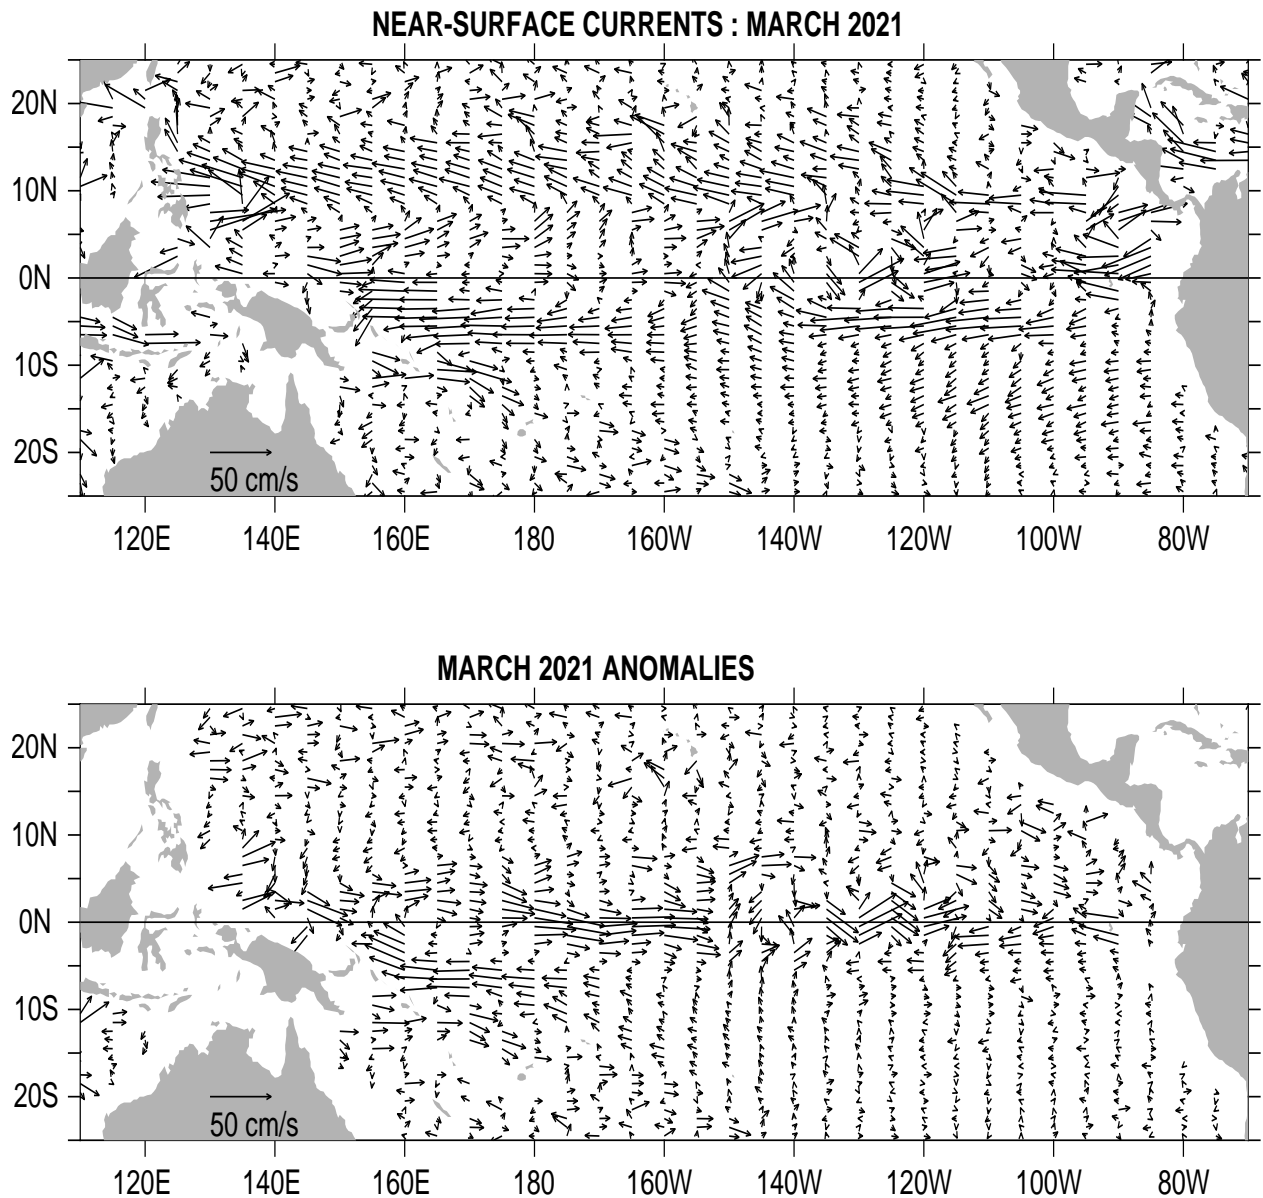 NEAR-SURFACE CURRENTS : MARCH 2021
20N
10N
0N
10S
20S
50 cm/s
120E 140E 160E 180 160W 140W 120W 100W 80W
MARCH 2021 ANOMALIES
20N
10N
0N
10S
20S
50 cm/s
120E 140E 160E 180 160W 140W 120W 100W 80W